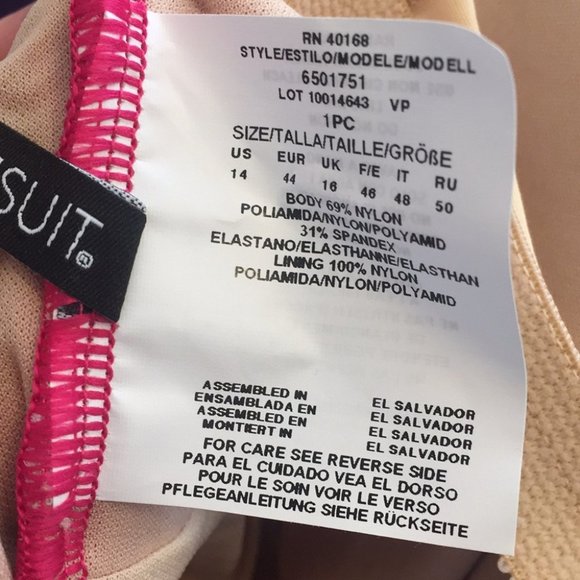 RN 40168
STYLE/ESTILO/MODELE/MODELL
6501751
LOT 10014643 VP
1PC
SIZE/TALLA/TAILLE/GRÖßE
US EUR UK F/E IT RU
14 44 16 46 48 50
BODY 69% NYLON
POLIAMIDA/NYLON/POLYAMID
31% SPANDEX
ELASTANO/ELASTHANNE/ELASTHAN
LINING 100% NYLON
POLIAMIDA/NYLON/POLYAMID
SUIT®
ASSEMBLED IN EL SALVADOR
ENSAMBLADA EN EL SALVADOR
ASSEMBLED EN EL SALVADOR
MONTIERT IN EL SALVADOR
FOR CARE SEE REVERSE SIDE
PARA EL CUIDADO VEA EL DORSO
POUR LE SOIN VOIR LE VERSO
PFLEGEANLEITUNG SIEHE RÜCKSEITE